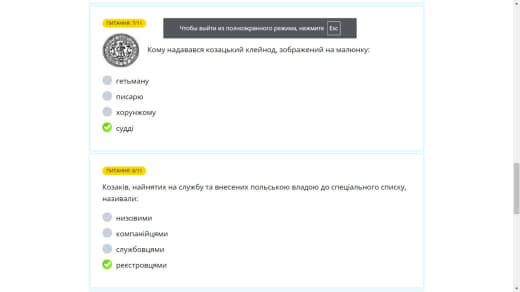 ПИТАННЯ: 7/11
Чтобы выйти из полноэкранного режима, нажмите Esc
Кому надавався козацький клейнод, зображений на малюнку:
гетьману
писарю
хорунжому
судді
ПИТАННЯ: 8/11
Козаків, найнятих на службу та внесених польською владою до спеціального списку,
називали:
низовими
компанійцями
службовцями
реєстровцями